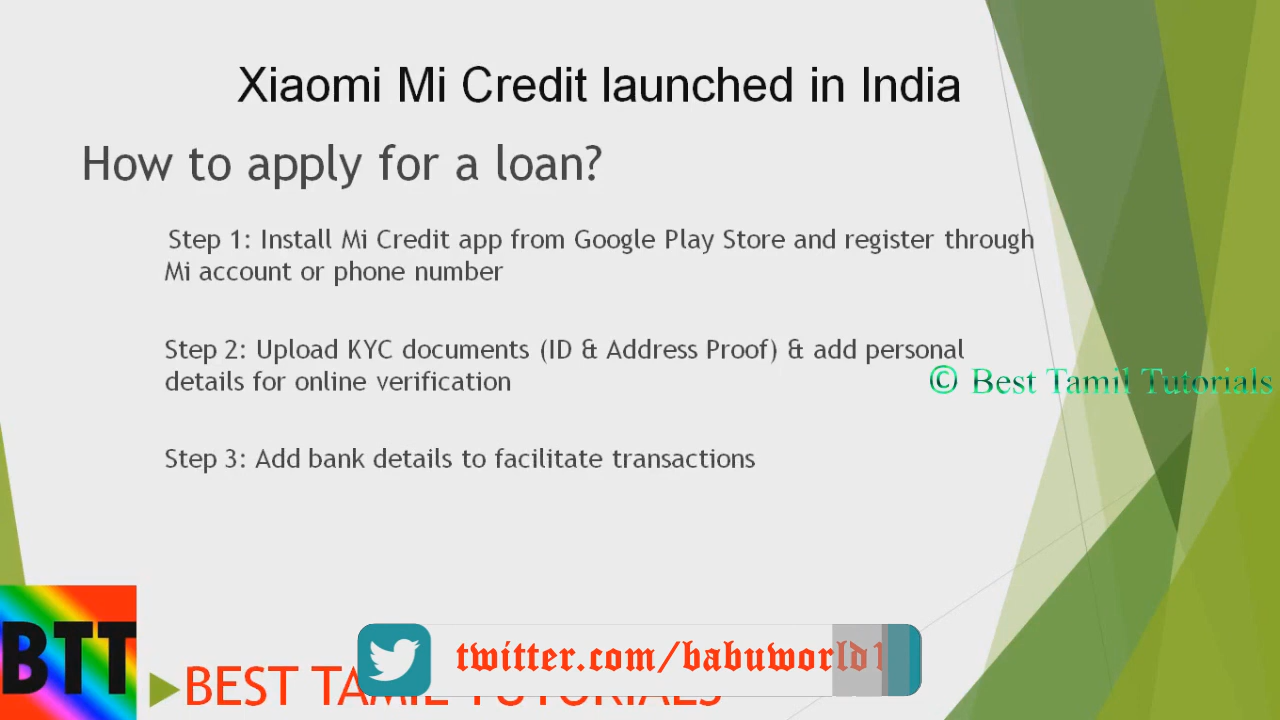 Xiaomi Mi Credit launched in India
How to apply for a loan?
Step 1: Install Mi Credit app from Google Play Store and register through
Mi account or phone number
Step 2: Upload KYC documents (ID & Address Proof) & add personal
details for online verification
© Best Tamil Tutorials
Step 3: Add bank details to facilitate transactions
BTT
twitter.com/babuworld1
BEST TAMIL TUTORIALS